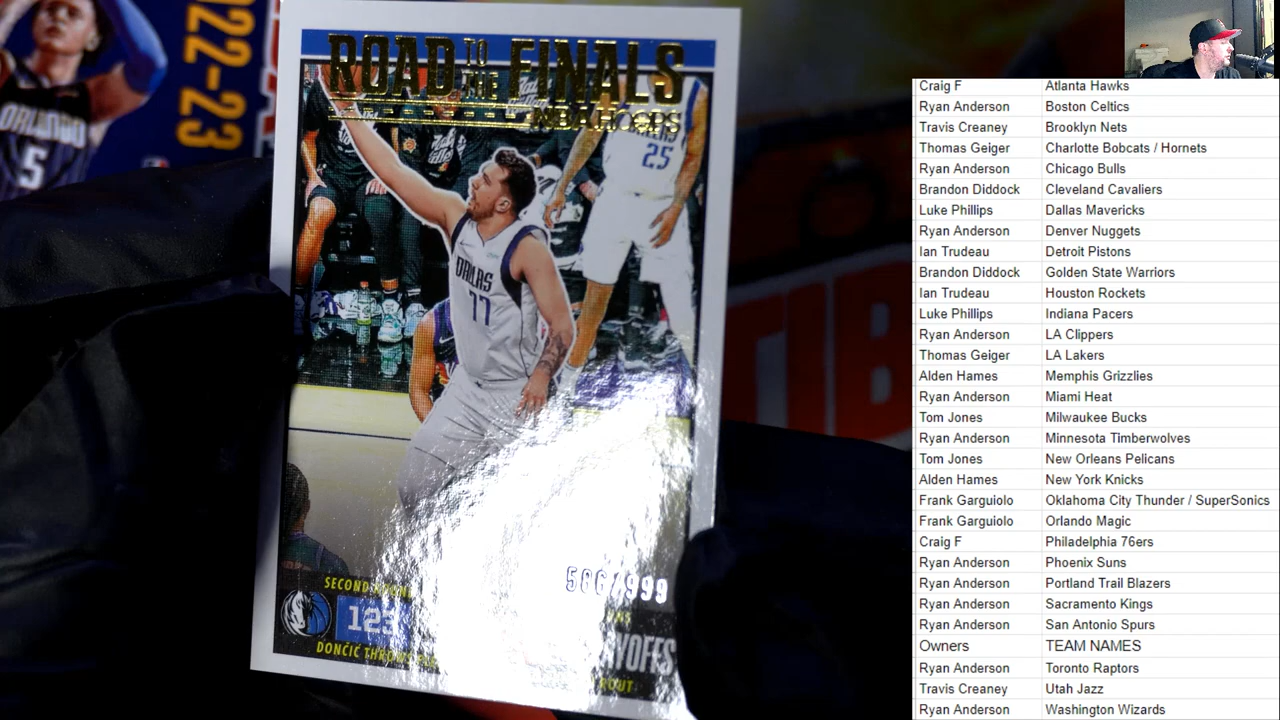 22-23
ORLANDO
5
ROAD TO THE FINALS
NBA HOOPS
25
DALLAS
77
SECOND ROUND
123
DONČIĆ
/999
Craig F Atlanta Hawks
Ryan Anderson Boston Celtics
Travis Creaney Brooklyn Nets
Thomas Geiger Charlotte Bobcats / Hornets
Ryan Anderson Chicago Bulls
Brandon Diddock Cleveland Cavaliers
Luke Phillips Dallas Mavericks
Ryan Anderson Denver Nuggets
Ian Trudeau Detroit Pistons
Brandon Diddock Golden State Warriors
Ian Trudeau Houston Rockets
Luke Phillips Indiana Pacers
Ryan Anderson LA Clippers
Thomas Geiger LA Lakers
Alden Hames Memphis Grizzlies
Ryan Anderson Miami Heat
Tom Jones Milwaukee Bucks
Ryan Anderson Minnesota Timberwolves
Tom Jones New Orleans Pelicans
Alden Hames New York Knicks
Frank Garguiolo Oklahoma City Thunder / SuperSonics
Frank Garguiolo Orlando Magic
Craig F Philadelphia 76ers
Ryan Anderson Phoenix Suns
Ryan Anderson Portland Trail Blazers
Ryan Anderson Sacramento Kings
Ryan Anderson San Antonio Spurs
Owners TEAM NAMES
Ryan Anderson Toronto Raptors
Travis Creaney Utah Jazz
Ryan Anderson Washington Wizards